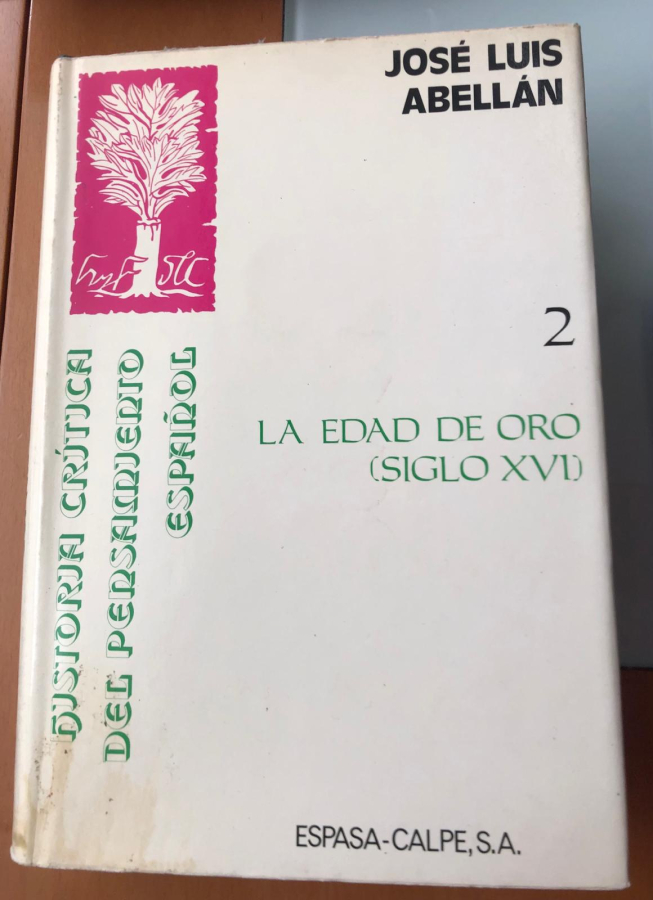 JOSÉ LUIS
ABELLÁN
HISTORIA CRÍTICA
DEL PENSAMIENTO
ESPAÑOL
2
LA EDAD DE ORO
(SIGLO XVI)
ESPASA-CALPE, S.A.